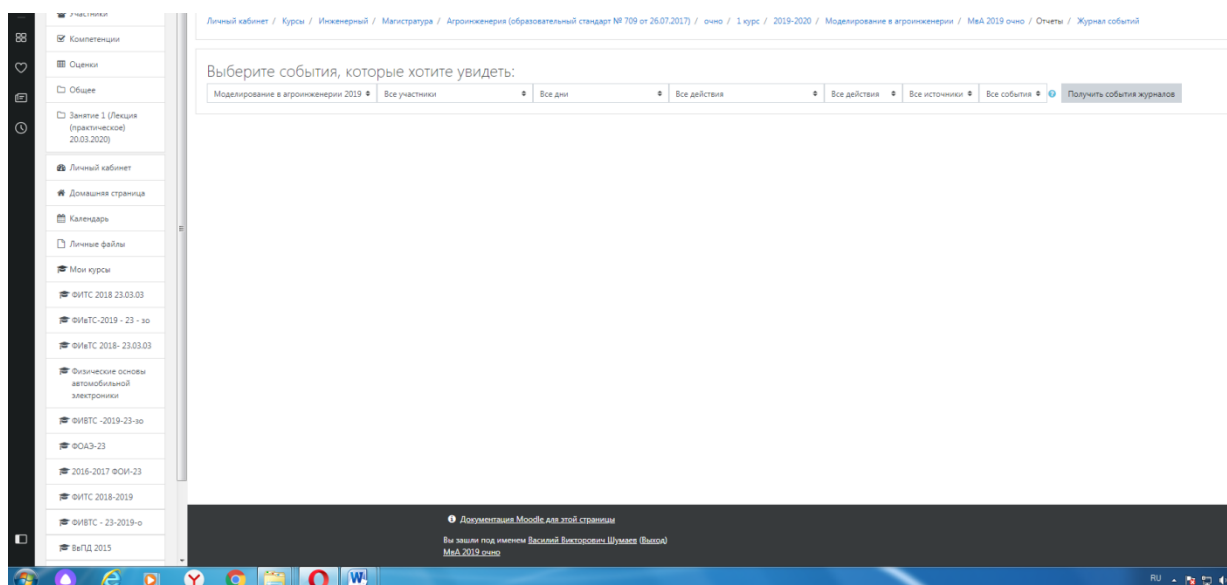 Участники
Компетенции
Оценки
Общее
Занятие 1 (Лекция
(практическое)
20.03.2020)
Личный кабинет
Домашняя страница
Календарь
Личные файлы
Мои курсы
ФИТС 2018 23.03.03
ФИвТС-2019 - 23 - зо
ФИвТС 2018- 23.03.03
Физические основы
автомобильной
электроники
ФИВТС -2019-23-зо
ФОАЭ-23
2016-2017 ФОИ-23
ФИТС 2018-2019
ФИВТС - 23-2019-о
ВвПД 2015
Личный кабинет / Курсы / Инженерный / Магистратура / Агроинженерия (образовательный стандарт № 709 от 26.07.2017) / очно / 1 курс / 2019-2020 / Моделирование в агроинженерии / МвА 2019 очно / Отчеты / Журнал событий
Выберите события, которые хотите увидеть:
Моделирование в агроинженерии 2019 Все участники Все дни Все действия Все действия Все источники Все события Получить события журналов
Документация Moodle для этой страницы
Вы зашли под именем Василий Викторович Шумаев (Выход)
МвА 2019 очно
RU